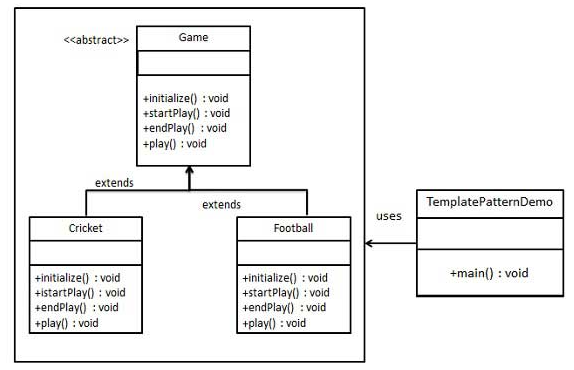 <<abstract>>
Game
+initialize() : void
+startPlay() : void
+endPlay() : void
+play() : void
extends
extends
Cricket
+initialize() : void
+istartPlay() : void
+endPlay() : void
+play() : void
Football
+initialize() : void
+startPlay() : void
+endPlay() : void
+play() : void
uses
TemplatePatternDemo
+main() : void